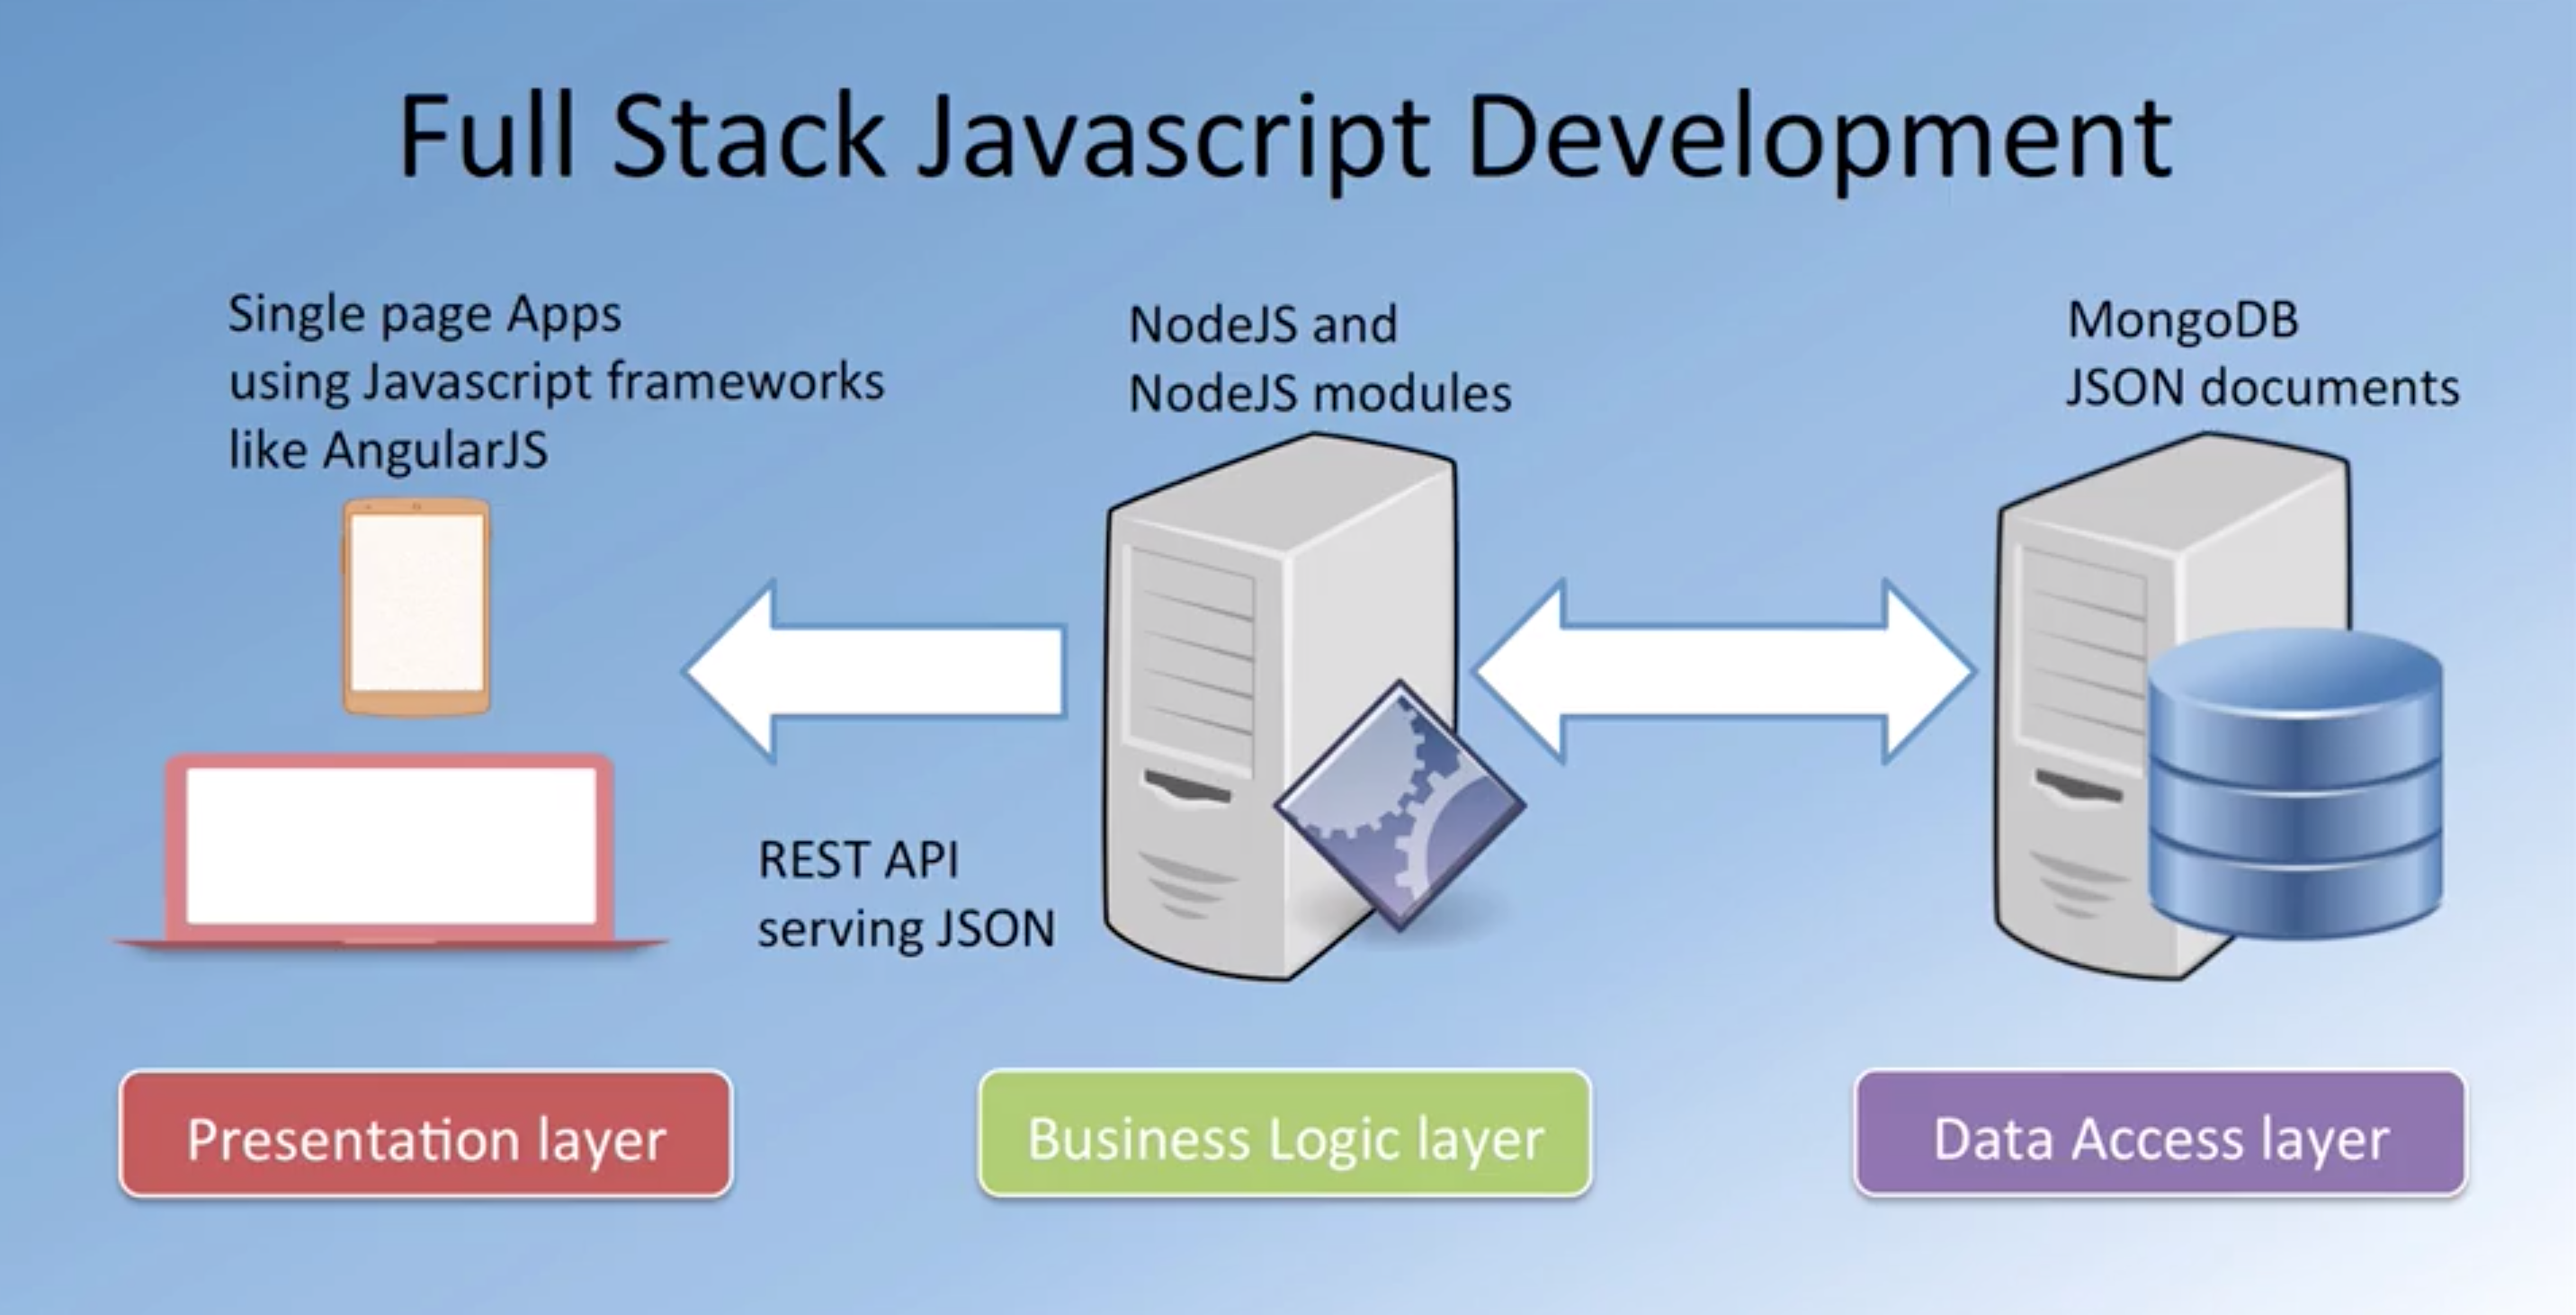 Full Stack Javascript Development
Single page Apps
using Javascript frameworks
like AngularJS
NodeJS and
NodeJS modules
MongoDB
JSON documents
REST API
serving JSON
Presentation layer
Business Logic layer
Data Access layer